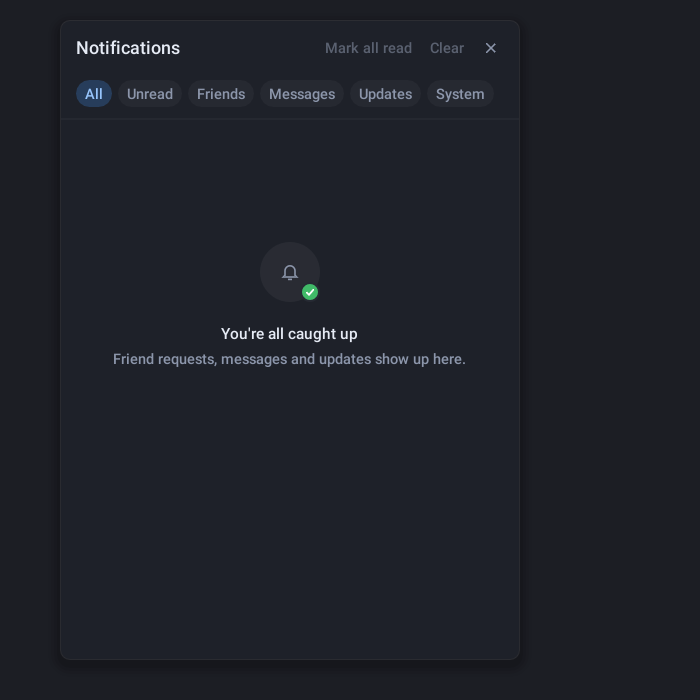 Notifications Mark all read Clear
All Unread Friends Messages Updates System
You're all caught up
Friend requests, messages and updates show up here.